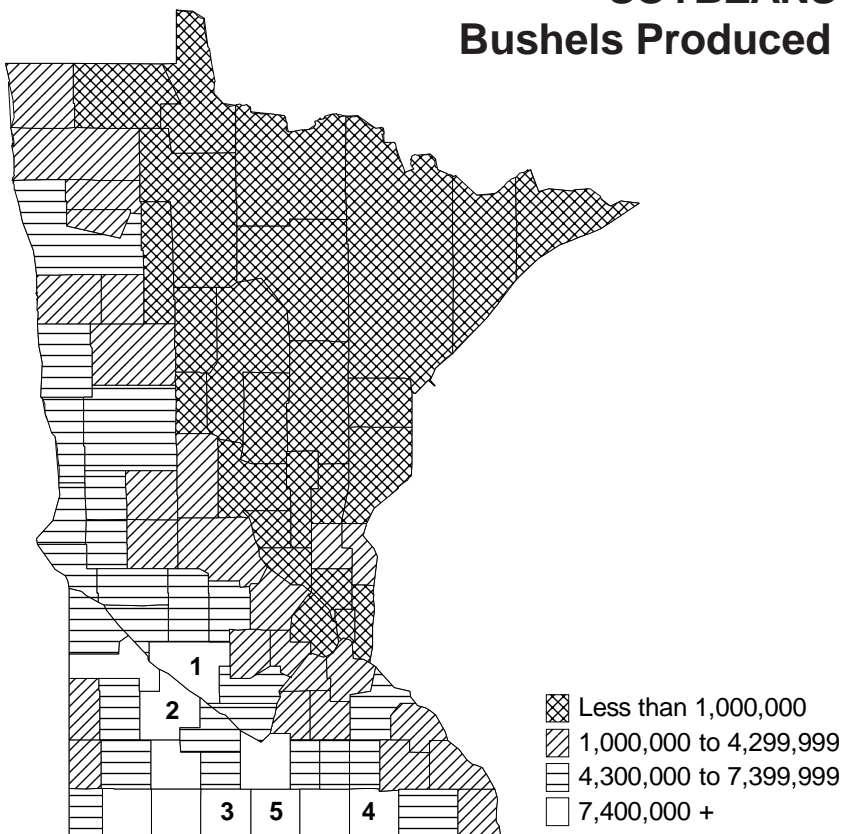 Bushels Produced
1
2
3
5
4
Less than 1,000,000
1,000,000 to 4,299,999
4,300,000 to 7,399,999
7,400,000 +